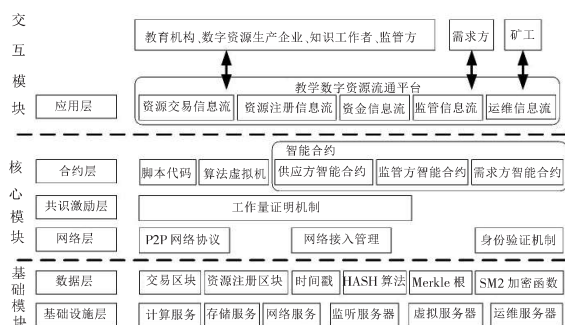 交互模块
教育机构、数字资源生产企业、知识工作者、监管方
需求方
矿工
教学数字资源流通平台
应用层
资源交易信息流
资源注册信息流
资金信息流
监管信息流
运维信息流
核心模块
智能合约
合约层
脚本代码
算法虚拟机
供应方智能合约
监管方智能合约
需求方智能合约
共识激励层
工作量证明机制
网络层
P2P 网络协议
网络接入管理
身份验证机制
基础模块
数据层
交易区块
资源注册区块
时间戳
HASH 算法
Merkle 根
SM2 加密函数
基础设施层
计算服务
存储服务
网络服务
监听服务器
虚拟服务器
运维服务器